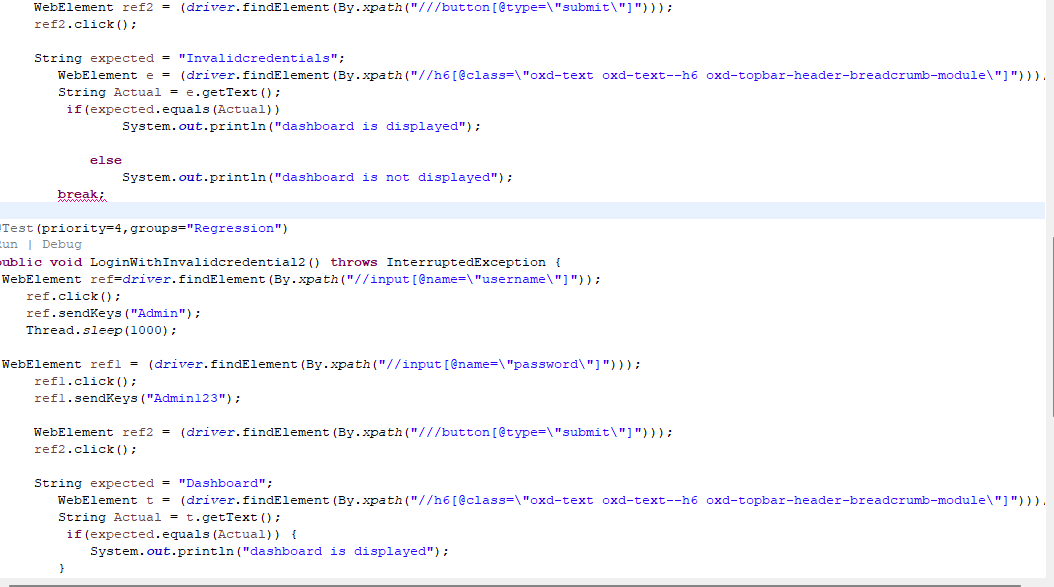 WebElement ref2 = (driver.findElement(By.xpath("///button[@type=\"submit\"]")));
ref2.click();
String expected = "Invalidcredentials";
WebElement e = (driver.findElement(By.xpath("//h6[@class=\"oxd-text oxd-text--h6 oxd-topbar-header-breadcrumb-module\"]")));
String Actual = e.getText();
if(expected.equals(Actual))
System.out.println("dashboard is displayed");
else
System.out.println("dashboard is not displayed");
break;
@Test(priority=4,groups="Regression")
Run | Debug
public void LoginWithInvalidcredential2() throws InterruptedException {
WebElement ref=driver.findElement(By.xpath("//input[@name=\"username\"]"));
ref.click();
ref.sendKeys("Admin");
Thread.sleep(1000);
WebElement ref1 = (driver.findElement(By.xpath("//input[@name=\"password\"]")));
ref1.click();
ref1.sendKeys("Admin123");
WebElement ref2 = (driver.findElement(By.xpath("///button[@type=\"submit\"]")));
ref2.click();
String expected = "Dashboard";
WebElement t = (driver.findElement(By.xpath("//h6[@class=\"oxd-text oxd-text--h6 oxd-topbar-header-breadcrumb-module\"]")));
String Actual = t.getText();
if(expected.equals(Actual)) {
System.out.println("dashboard is displayed");
}